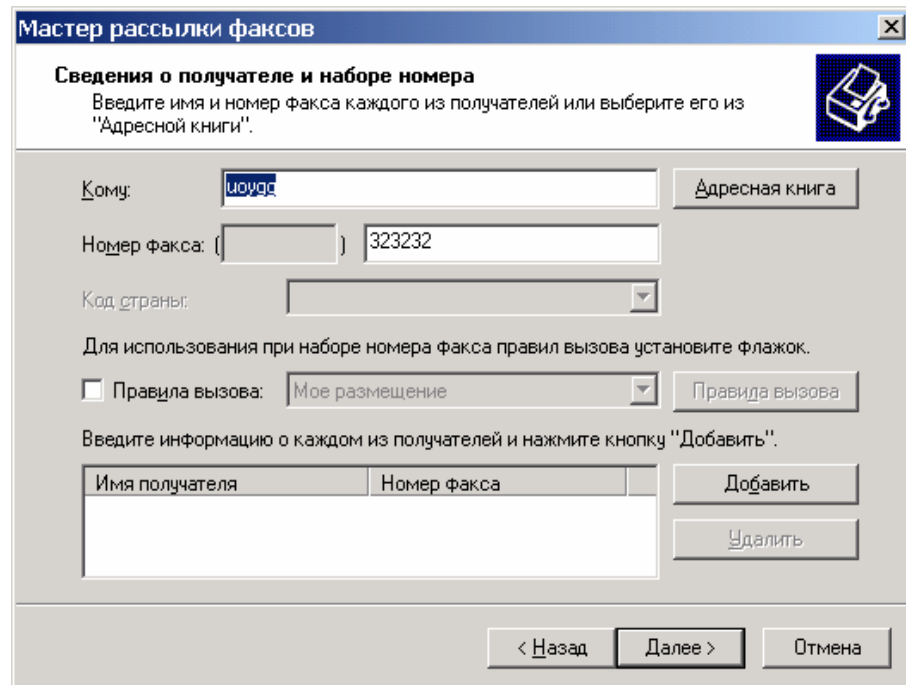 Мастер рассылки факсов
Сведения о получателе и наборе номера
Введите имя и номер факса каждого из получателей или выберите его из
"Адресной книги".
Кому: uoygg Адресная книга
Номер факса: ( ) 323232
Код страны:
Для использования при наборе номера факса правил вызова установите флажок.
Правила вызова: Мое размещение Правила вызова
Введите информацию о каждом из получателей и нажмите кнопку "Добавить".
Имя получателя Номер факса Добавить
Удалить
< Назад Далее > Отмена